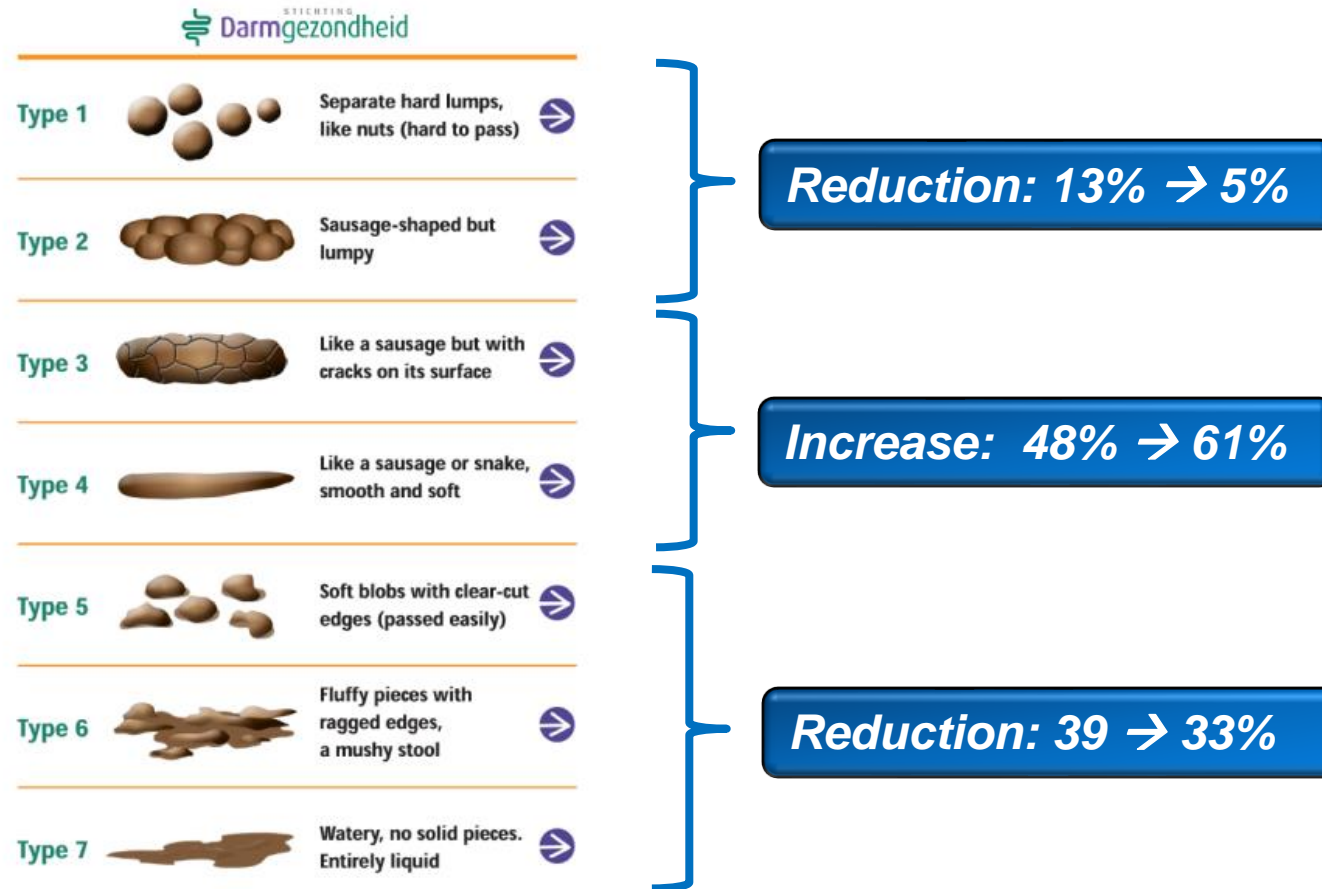 STICHTING
Darmgezondheid
Type 1
Separate hard lumps,
like nuts (hard to pass)
Type 2
Sausage-shaped but
lumpy
Reduction: 13% → 5%
Type 3
Like a sausage but with
cracks on its surface
Type 4
Like a sausage or snake,
smooth and soft
Increase: 48% → 61%
Type 5
Soft blobs with clear-cut
edges (passed easily)
Type 6
Fluffy pieces with
ragged edges,
a mushy stool
Type 7
Watery, no solid pieces.
Entirely liquid
Reduction: 39 → 33%